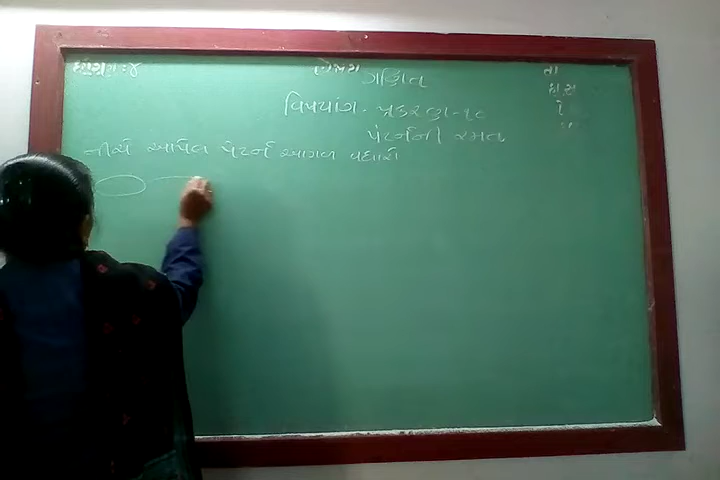 ધોરણ : ૪
વિષય
ગણિત
વિષયાંગ - પ્રકરણ - ૧૦
પેટર્નની રમત
નીચે આપેલ પેટર્ન આગળ વધારો
તા